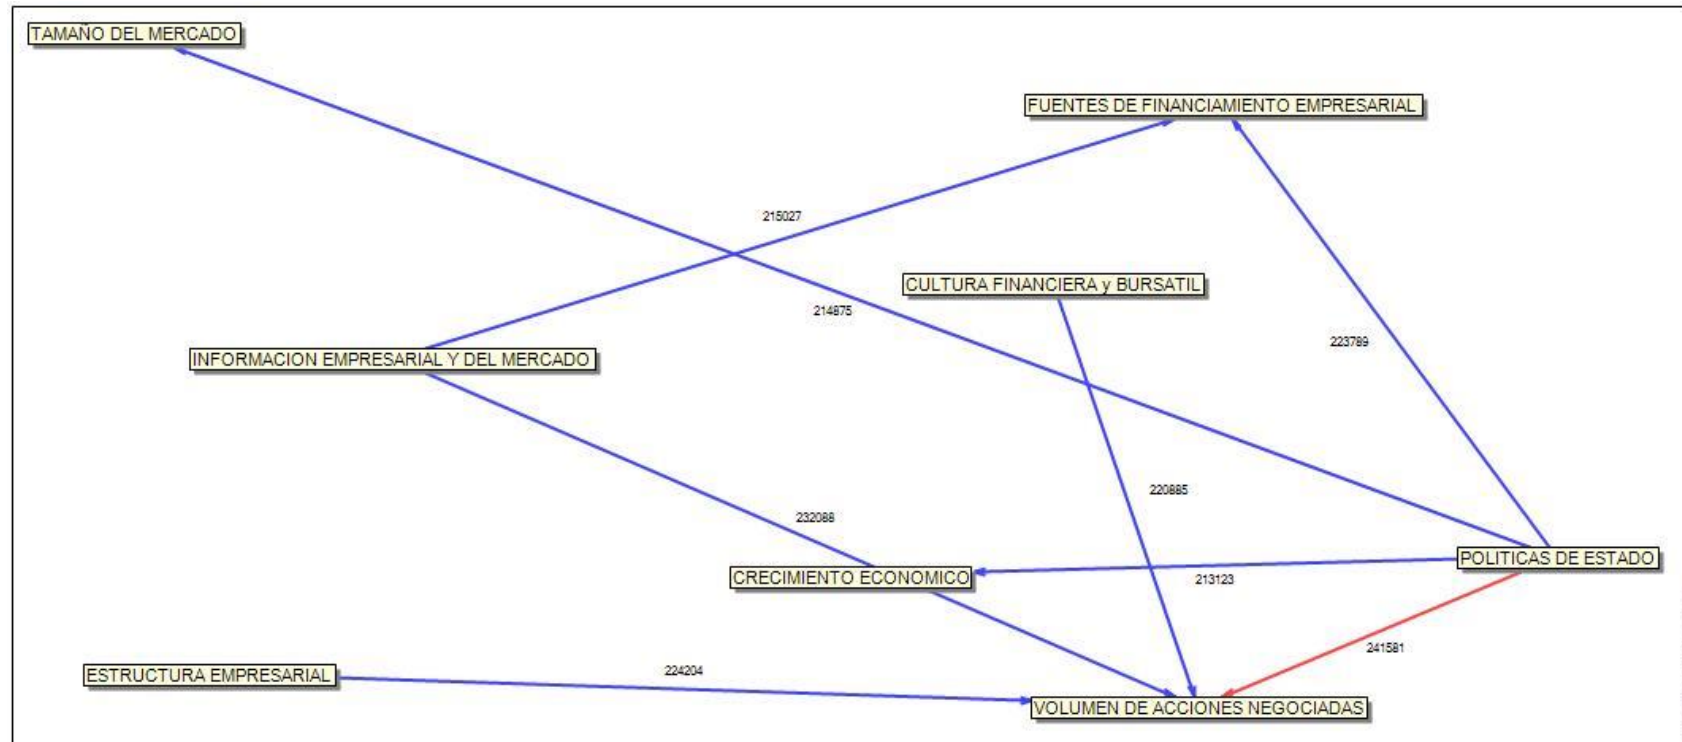 TAMAÑO DEL MERCADO
FUENTES DE FINANCIAMIENTO EMPRESARIAL
215027
CULTURA FINANCIERA y BURSATIL
214875
223789
INFORMACION EMPRESARIAL Y DEL MERCADO
220885
232088
POLITICAS DE ESTADO
CRECIMIENTO ECONOMICO
213123
241581
ESTRUCTURA EMPRESARIAL
224204
VOLUMEN DE ACCIONES NEGOCIADAS